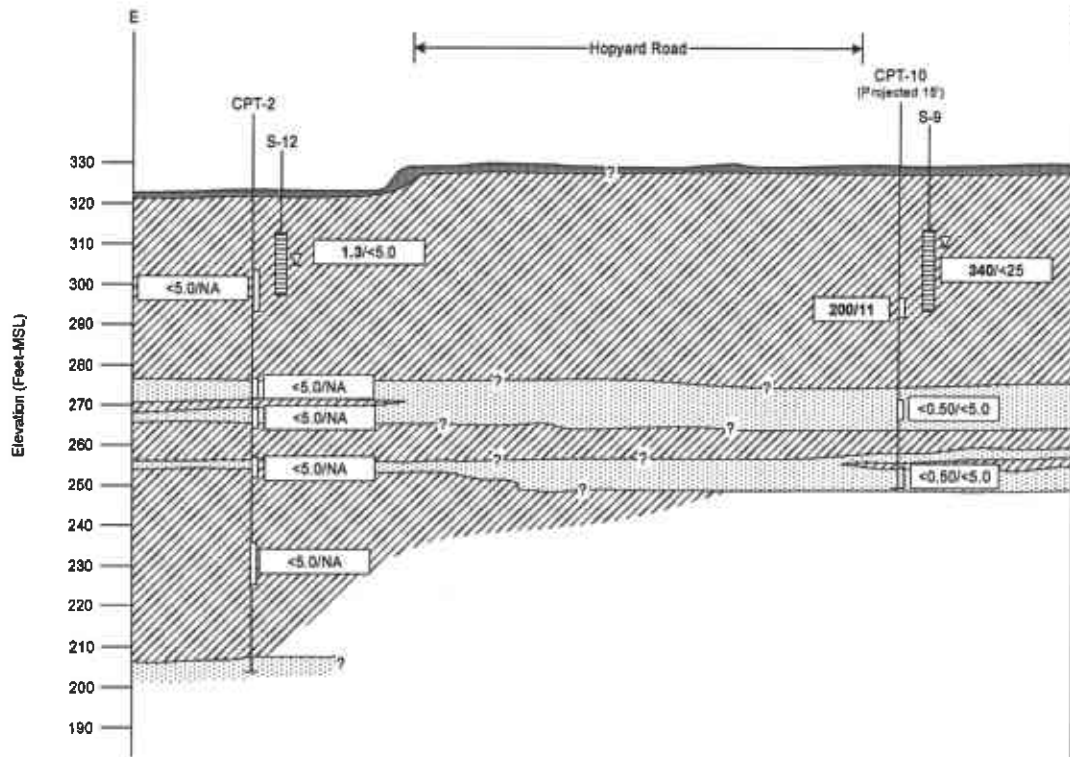 E
Hopyard Road
CPT-10
(Projected 15')
CPT-2
S-9
S-12
330
?
320
310
1.3/<5.0
340/<25
300
<5.0/NA
200/11
290
280
?
<5.0/NA
?
270
<0.50/<5.0
<5.0/NA
?
?
260
?
?
<5.0/NA
<0.50/<5.0
250
?
240
230
<5.0/NA
220
210
?
200
190
Elevation (Feet-MSL)